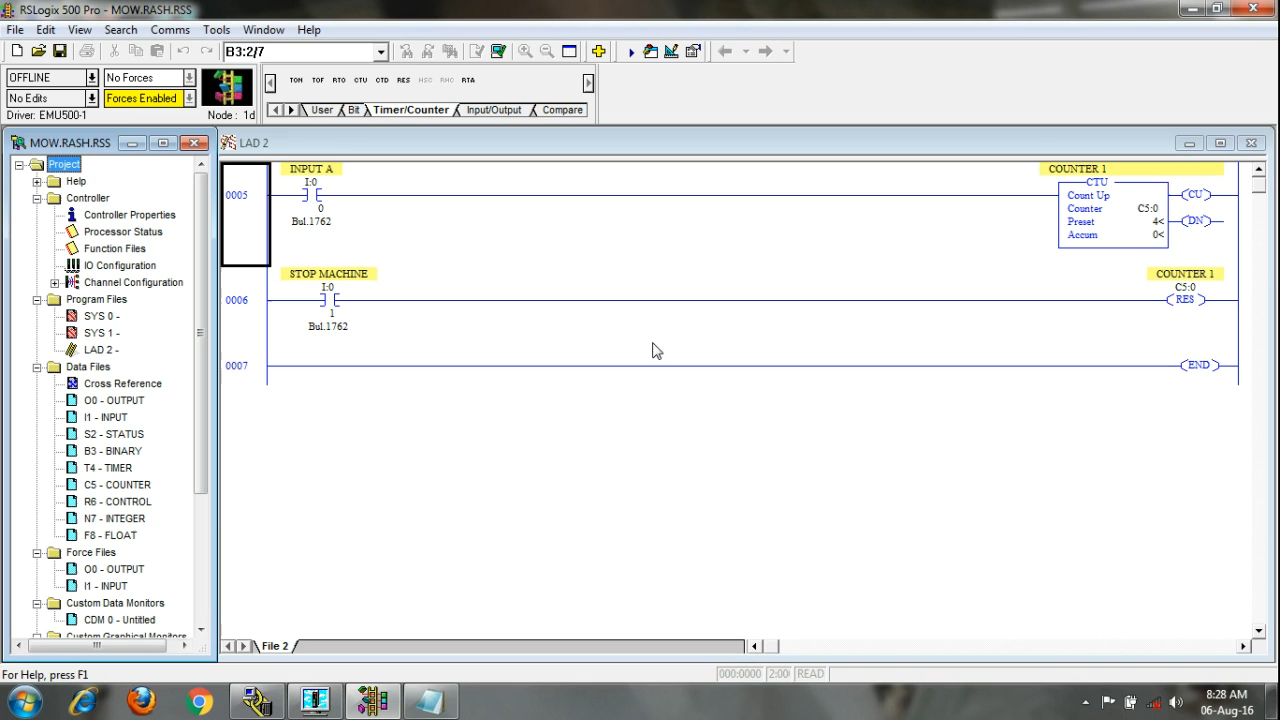 RSLogix 500 Pro - MOW.RASH.RSS
File Edit View Search Comms Tools Window Help
B3:2/7
OFFLINE No Forces
No Edits Forces Enabled
Driver: EMU500-1 Node : 1d
TON TOF RTO CTU CTD RES HSC RHC RTA
User Bit Timer/Counter Input/Output Compare
MOW.RASH.RSS
Project
Help
Controller
Controller Properties
Processor Status
Function Files
IO Configuration
Channel Configuration
Program Files
SYS 0 -
SYS 1 -
LAD 2 -
Data Files
Cross Reference
O0 - OUTPUT
I1 - INPUT
S2 - STATUS
B3 - BINARY
T4 - TIMER
C5 - COUNTER
R6 - CONTROL
N7 - INTEGER
F8 - FLOAT
Force Files
O0 - OUTPUT
I1 - INPUT
Custom Data Monitors
CDM 0 - Untitled
Custom Graphical Monitors
LAD 2
INPUT A COUNTER 1
I:0 CTU
0005 Count Up CU
0 Counter C5:0
Bul.1762 Preset 4< DN
Accum 0<
STOP MACHINE COUNTER 1
I:0 C5:0
0006 RES
1
Bul.1762
0007 END
File 2
For Help, press F1 000:0000 2:00 READ
8:28 AM
06-Aug-16